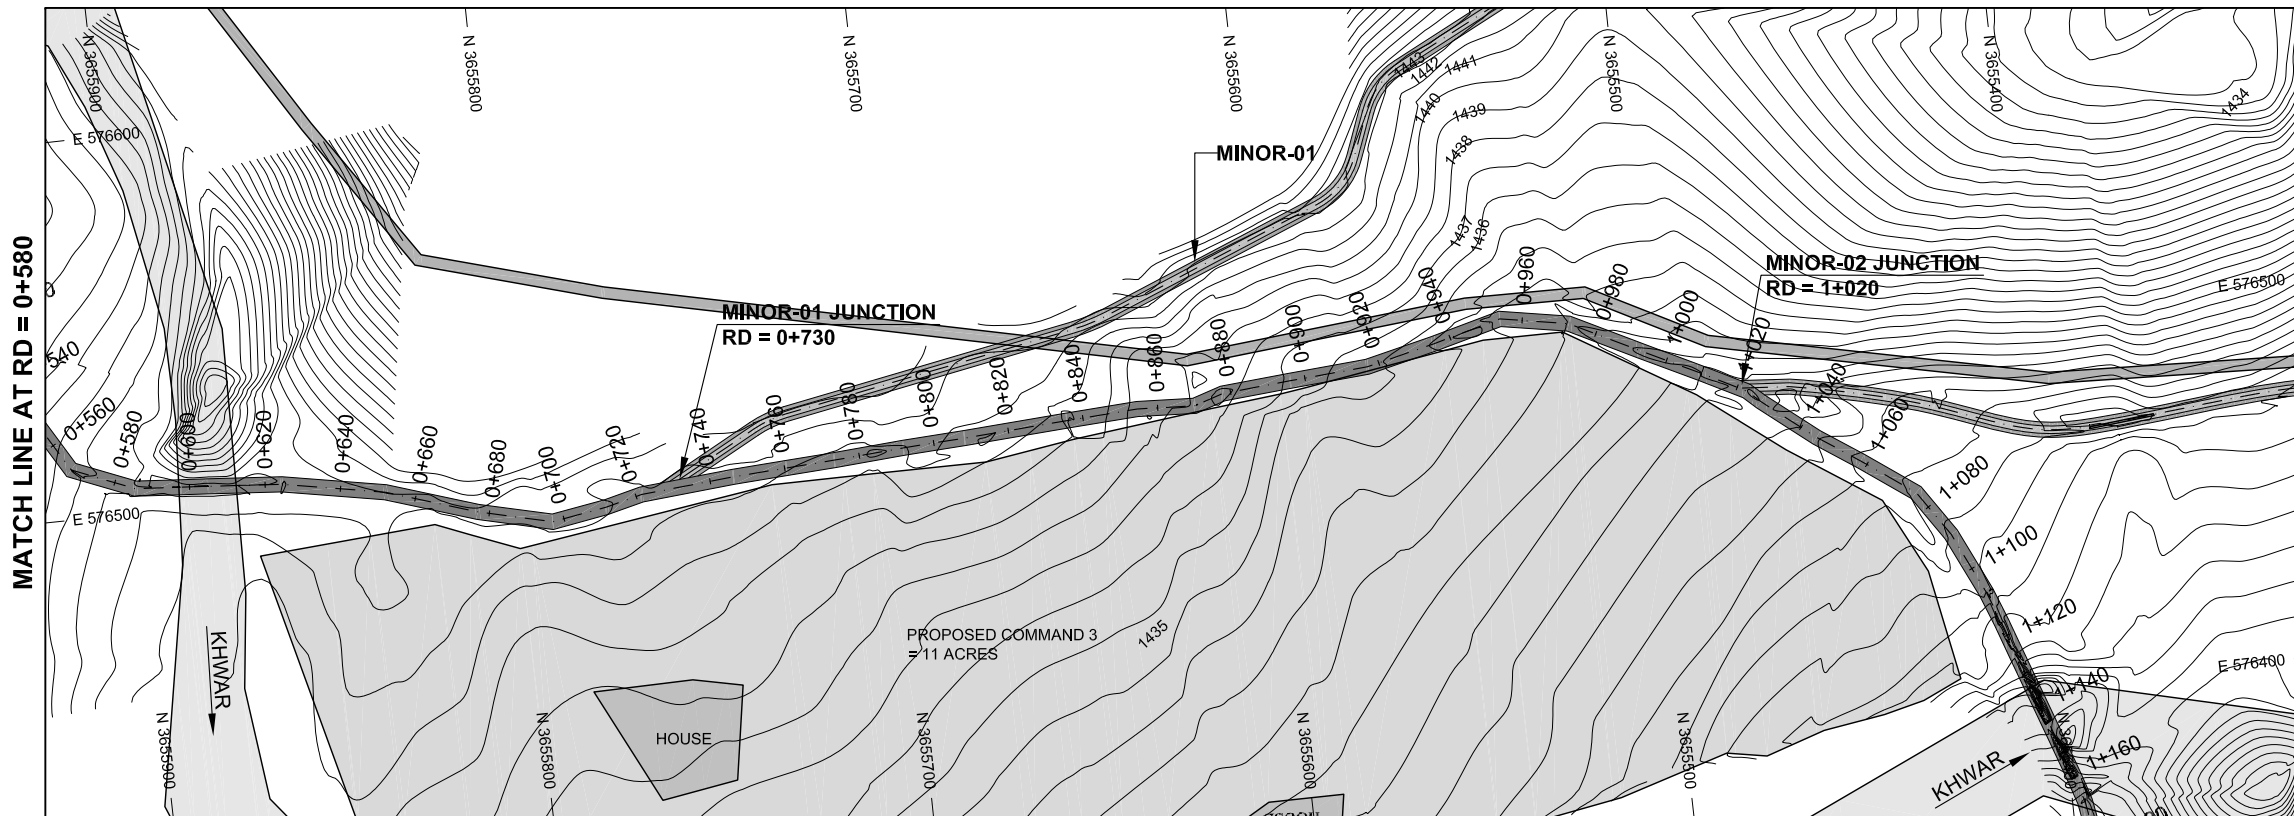 MATCH LINE AT RD = 0+580
N 3655900
N 3655800
N 3655700
N 3655600
N 3655500
N 3655400
E 576600
1443
1442
1441
1440
1439
1438
1437
1436
1434
MINOR-01
MINOR-01 JUNCTION
RD = 0+730
MINOR-02 JUNCTION
RD = 1+020
E 576500
540
0+560
0+580
0+600
0+620
0+640
0+660
0+680
0+700
0+720
0+740
0+760
0+780
0+800
0+820
0+840
0+860
0+880
0+900
0+920
0+940
0+960
0+980
1+000
1+020
1+040
1+060
1+080
1+100
1+120
1+140
1+160
E 576500
PROPOSED COMMAND 3
= 11 ACRES
1435
E 576400
KHWAR
HOUSE
KHWAR
N 3655900
N 3655800
N 3655700
N 3655600
N 3655500